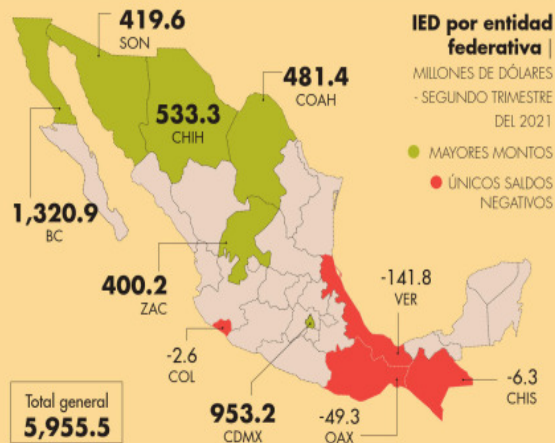 IED por entidad
federativa |
MILLONES DE DÓLARES
- SEGUNDO TRIMESTRE
DEL 2021
MAYORES MONTOS
ÚNICOS SALDOS
NEGATIVOS
419.6
SON
481.4
COAH
533.3
CHIH
1,320.9
BC
400.2
ZAC
-141.8
VER
-2.6
COL
-6.3
CHIS
953.2
CDMX
-49.3
OAX
Total general
5,955.5